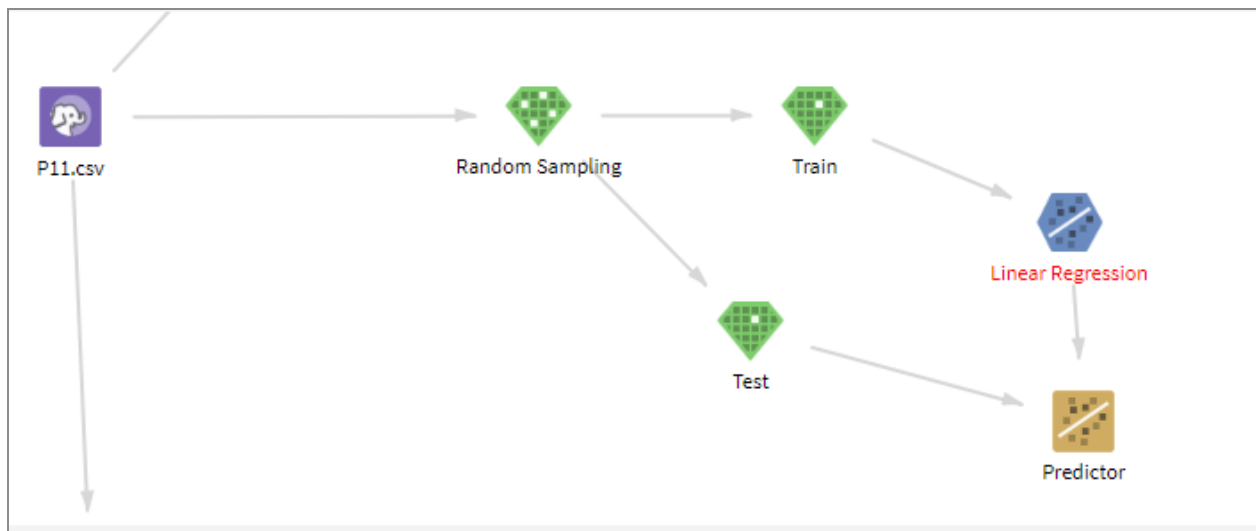 P11.csv
Random Sampling
Train
Linear Regression
Test
Predictor